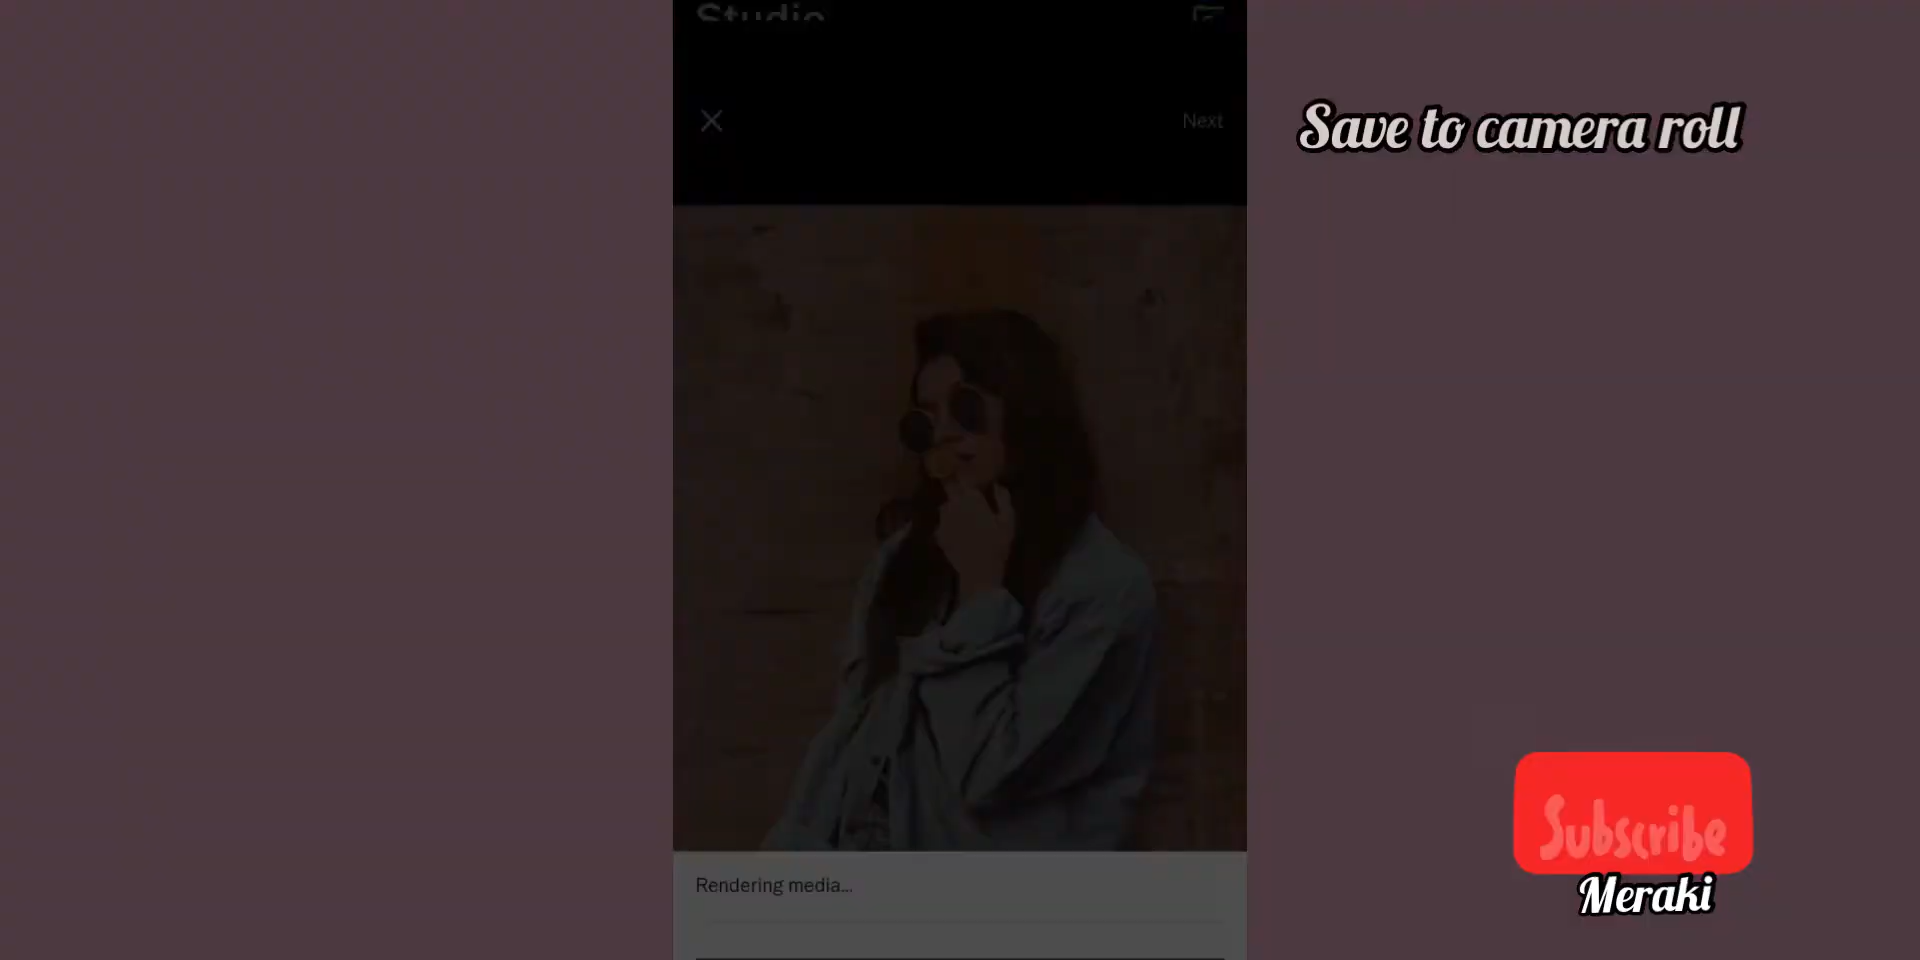 Studio
Next
Save to camera roll
Rendering media...
Subscribe
Meraki